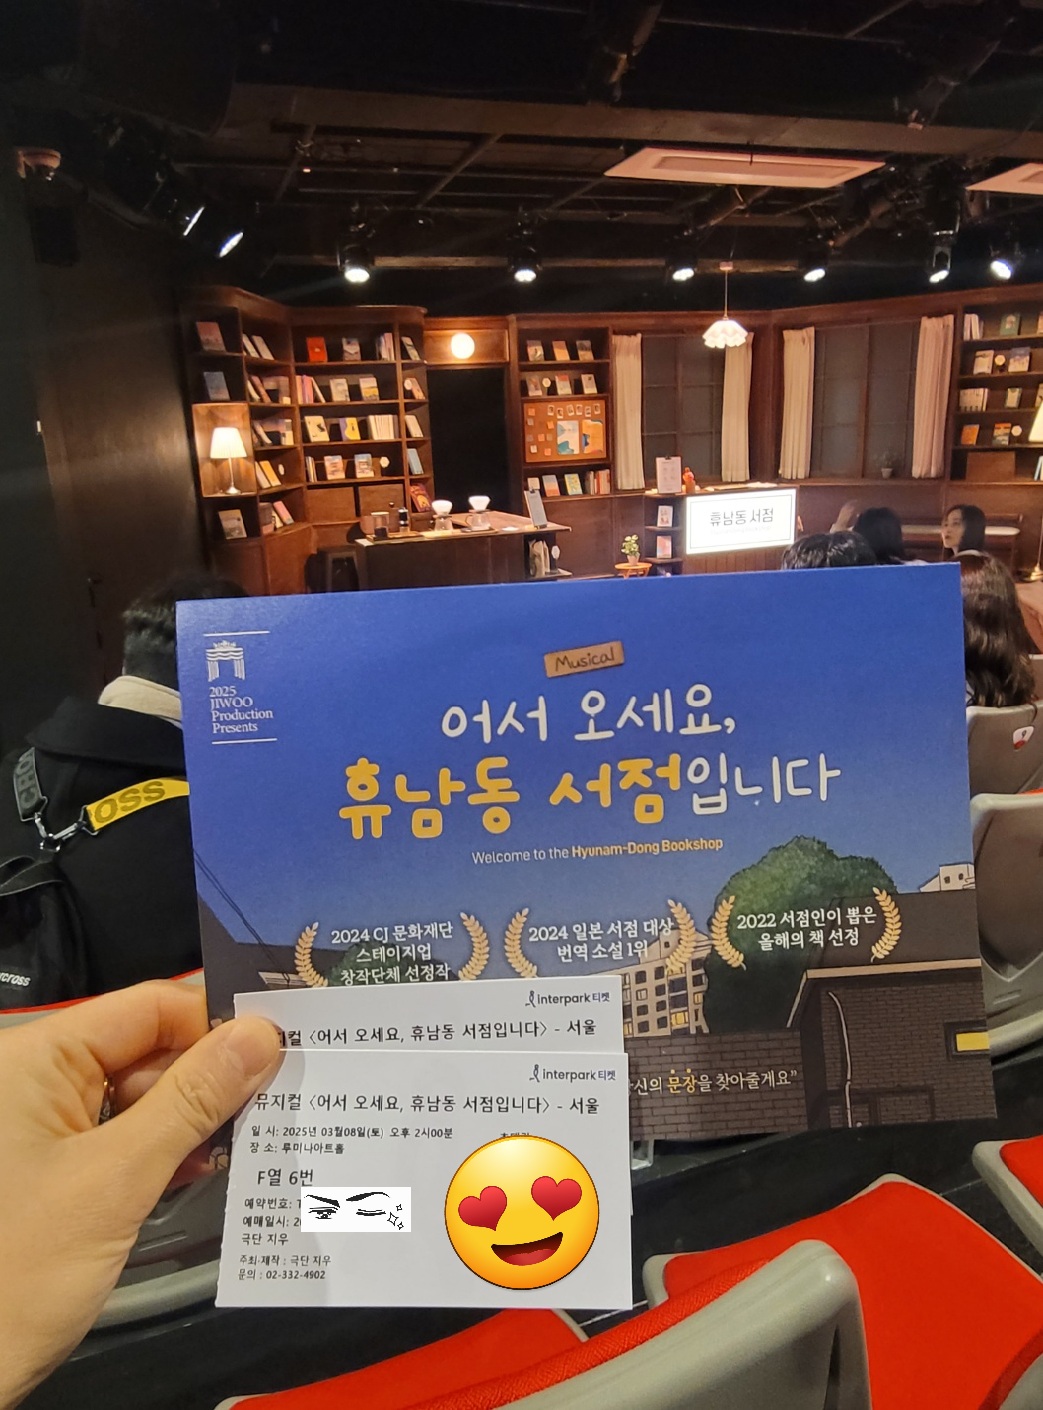 휴남동 서점
2025
JIWOO
Production
Presents
Musical
어서 오세요,
휴남동 서점입니다
Welcome to the Hyunam-Dong Bookshop
2024 CJ 문화재단
스테이지업
창작단체 선정작
2024 일본 서점 대상
번역 소설 1위
2022 서점인이 뽑은
올해의 책 선정
신의 문장을 찾아줄게요”
interpark 티켓
컬 〈어서 오세요, 휴남동 서점입니다〉 - 서울
interpark 티켓
뮤지컬 〈어서 오세요, 휴남동 서점입니다〉 - 서울
일 시: 2025년 03월08일(토) 오후 2시00분
장 소: 루미나아트홀
F열 6번
예약번호: T
예매일시: 2
극단 지우
주최·제작 : 극단 지우
문의 : 02-332-4902
OSS
cross